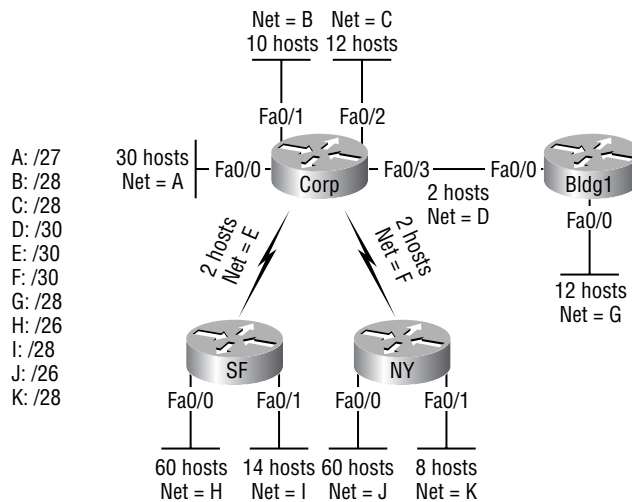 Net = B
10 hosts
Net = C
12 hosts
Fa0/1
Fa0/2
A: /27
B: /28
C: /28
D: /30
E: /30
F: /30
G: /28
H: /26
I: /28
J: /26
K: /28
30 hosts
Net = A
Fa0/0
Corp
Fa0/3
2 hosts
Net = D
Fa0/0
Bldg1
Fa0/0
12 hosts
Net = G
2 hosts
Net = E
2 hosts
Net = F
SF
Fa0/0
Fa0/1
NY
Fa0/0
Fa0/1
60 hosts
Net = H
14 hosts
Net = I
60 hosts
Net = J
8 hosts
Net = K